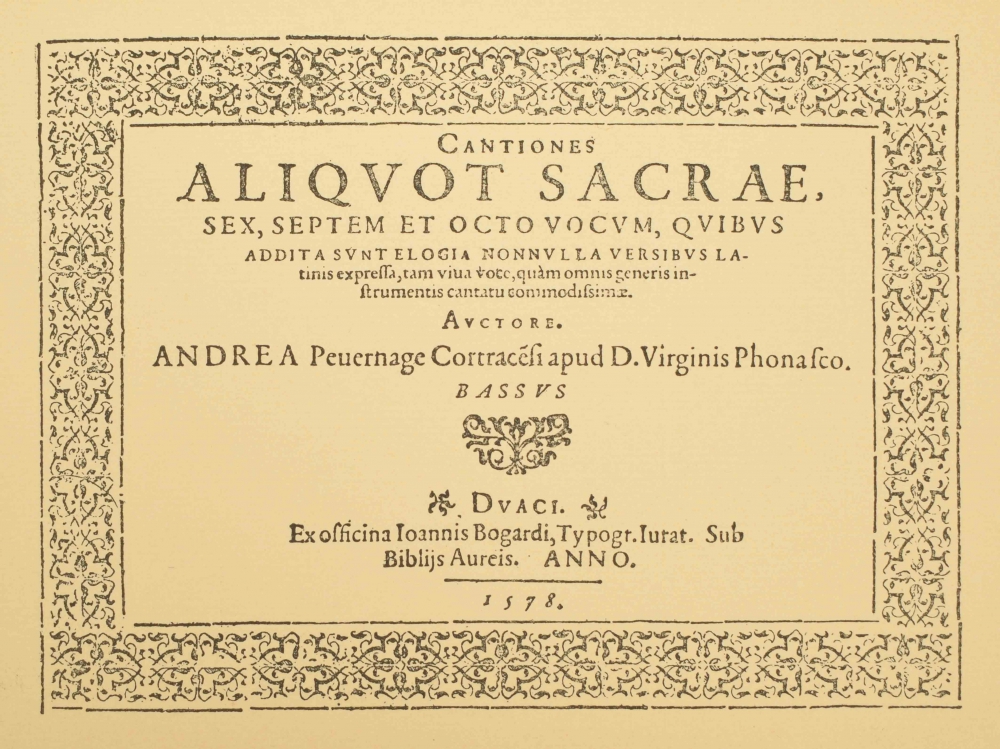 CANTIONES
ALIQVOT SACRAE,
SEX, SEPTEM ET OCTO VOCVM, QVIBVS
ADDITA SVNT ELOGIA NONNVLLA VERSIBVS LA-
tinis expreſſa, tam viua voce, quàm omnis generis in-
ſtrumentis cantatu commodiſsimæ.
AVCTORE.
ANDREA Peuernage Cortracẽſi apud D. Virginis Phonaſco.
BASSVS
DVACI.
Ex officina Ioannis Bogardi, Typogr. Iurat. Sub
Biblijs Aureis. ANNO.
1578.